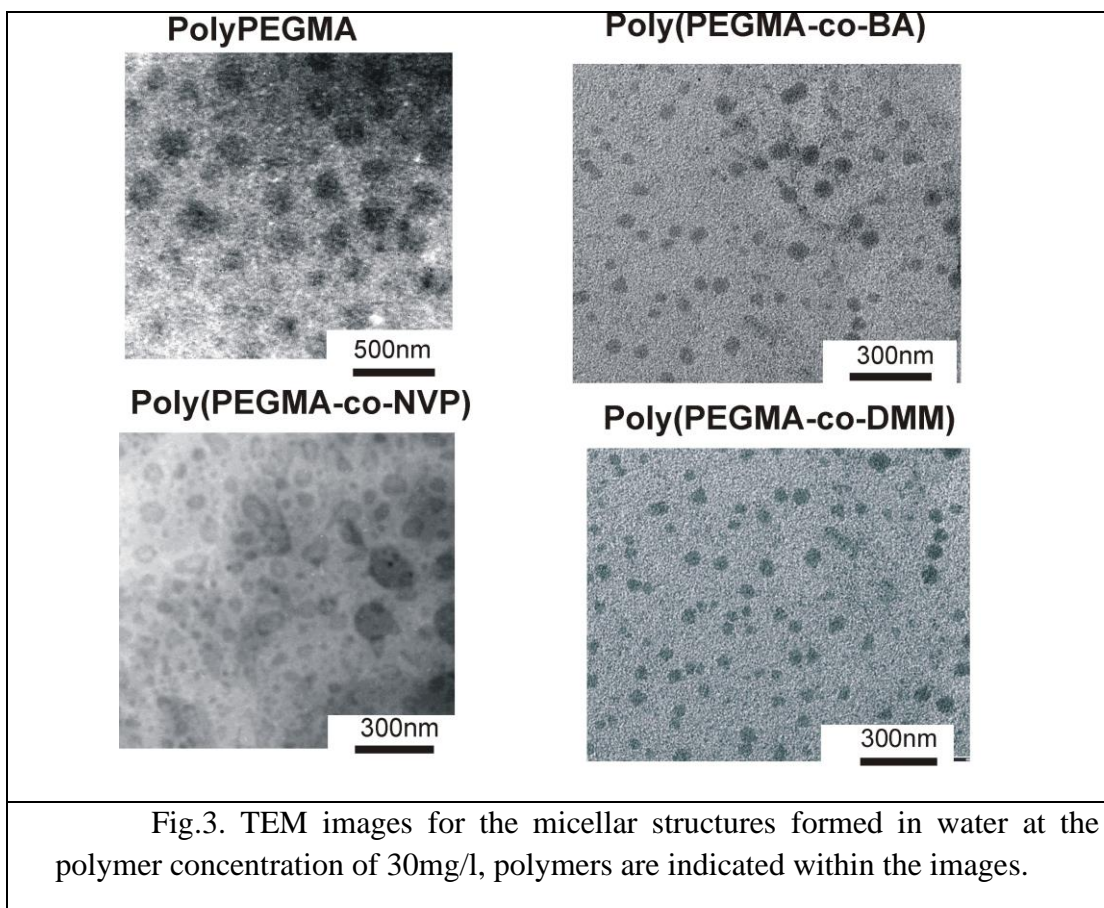 PolyPEGMA
Poly(PEGMA-co-BA)
500nm
300nm
Poly(PEGMA-co-NVP)
Poly(PEGMA-co-DMM)
300nm
300nm
Fig.3. TEM images for the micellar structures formed in water at the
polymer concentration of 30mg/l, polymers are indicated within the images.